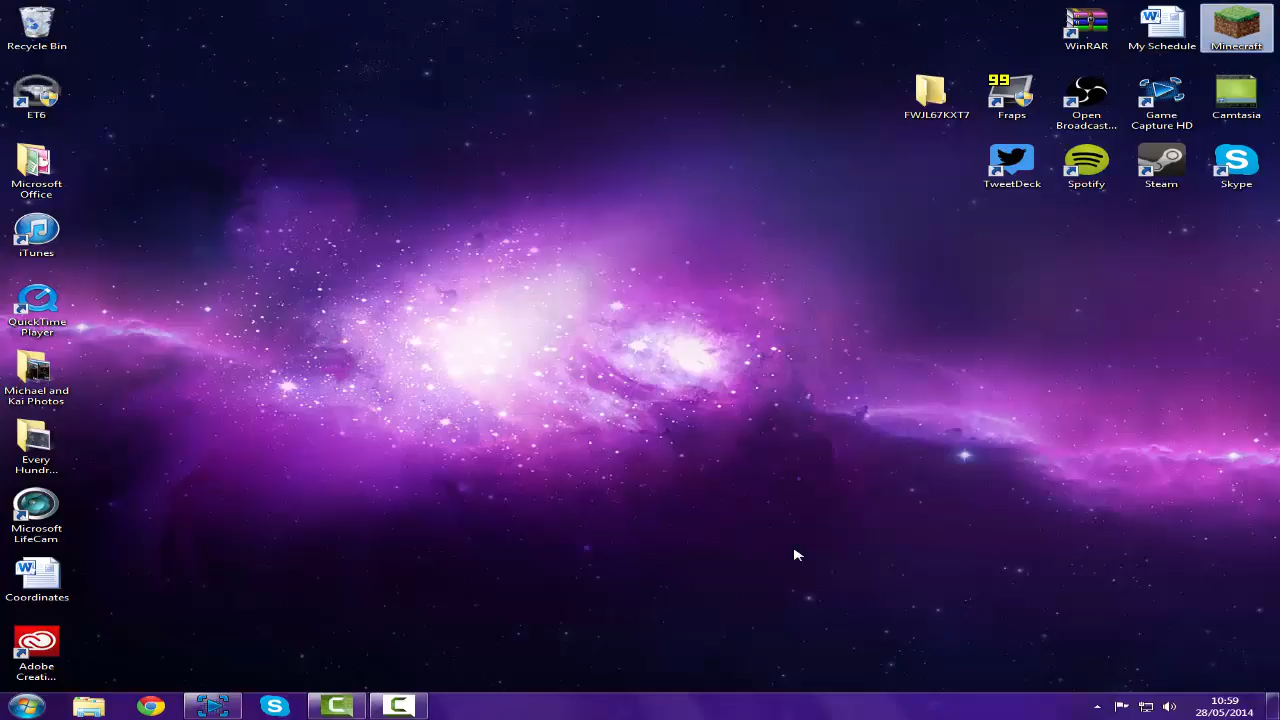 Recycle Bin
ET6
Microsoft
Office
iTunes
QuickTime
Player
Michael and
Kai Photos
Every
Hundr...
Microsoft
LifeCam
Coordinates
Adobe
Creati...
WinRAR
My Schedule
Minecraft
FWJL67KXT7
99
Fraps
Open
Broadcast...
Game
Capture HD
Camtasia
TweetDeck
Spotify
Steam
Skype
10:59
28/05/2014